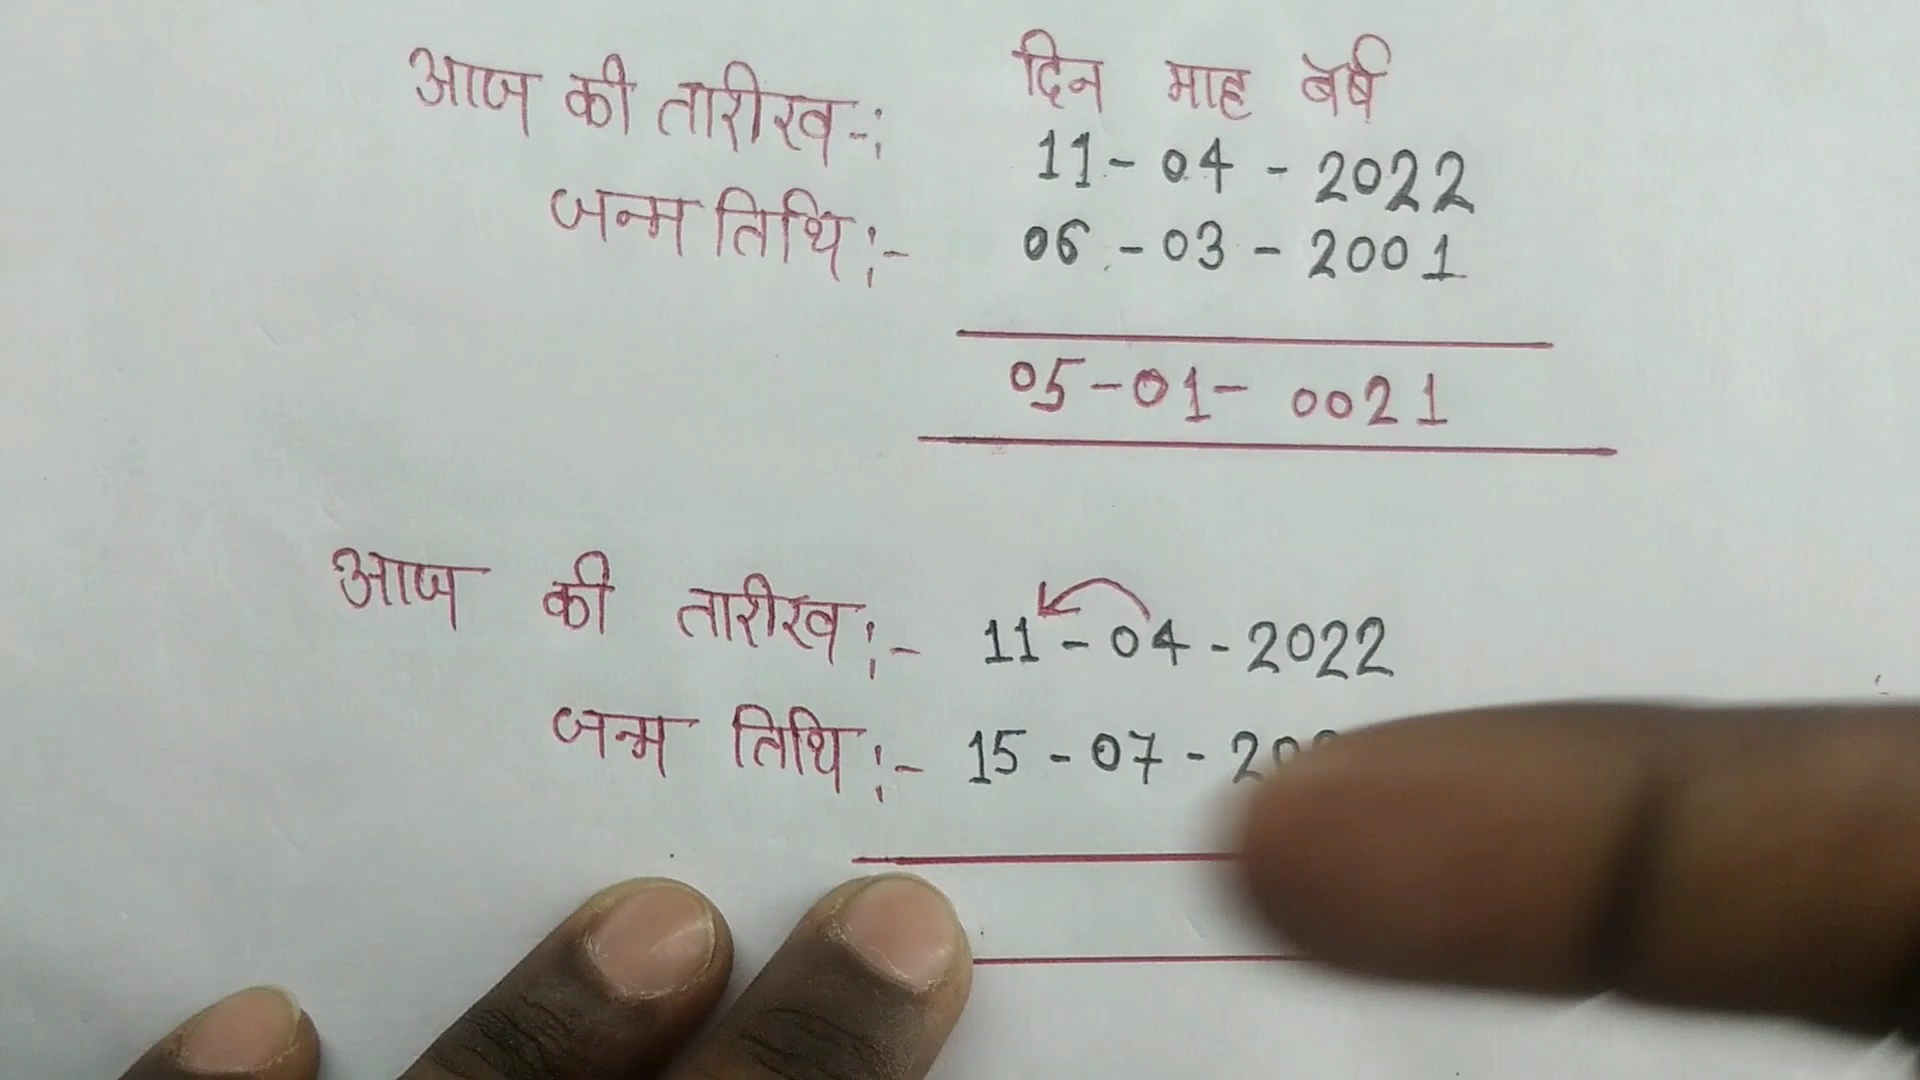 दिन माह बर्ष
आज की तारीख-: 11-04-2022
जन्म तिथि :- 06-03-2001
05-01-0021
आज की तारीख :- 11-04-2022
जन्म तिथि :- 15-07-